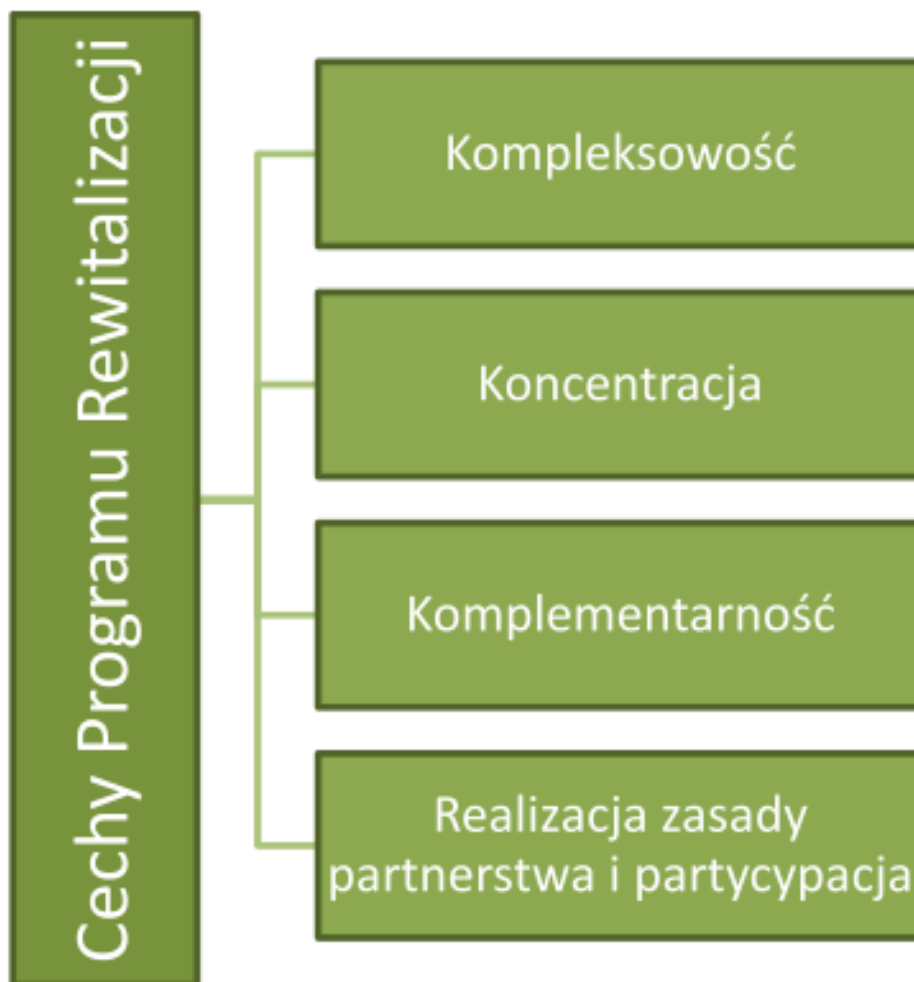 Cechy Programu Rewitalizacji
Kompleksowość
Koncentracja
Komplementarność
Realizacja zasady
partnerstwa i partycypacja